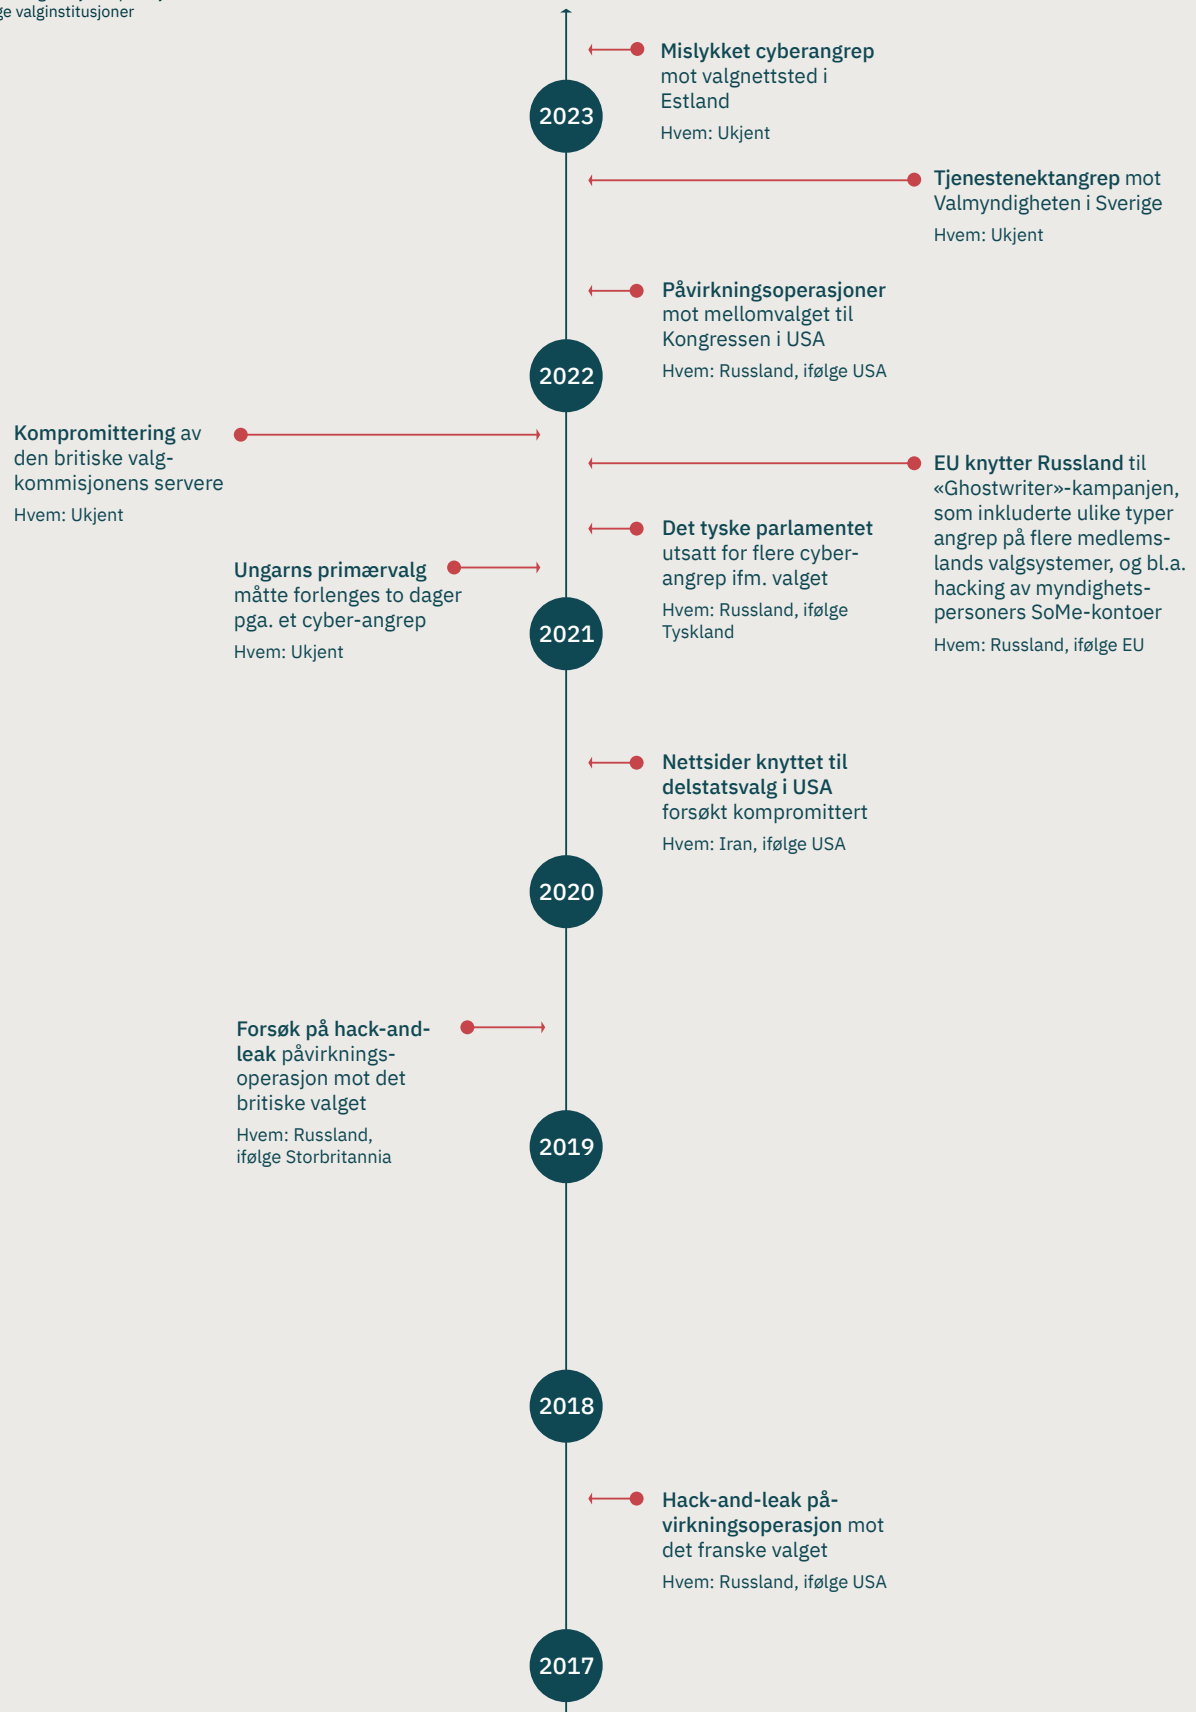 ge valginstitusjoner
Mislykket cyberangrep
mot valgnettsted i
Estland
Hvem: Ukjent
2023
Tjenestenektangrep mot
Valmyndigheten i Sverige
Hvem: Ukjent
Påvirkningsoperasjoner
mot mellomvalget til
Kongressen i USA
Hvem: Russland, ifølge USA
2022
Kompromittering av
den britiske valg-
kommisjonens servere
Hvem: Ukjent
EU knytter Russland til
«Ghostwriter»-kampanjen,
som inkluderte ulike typer
angrep på flere medlems-
lands valgsystemer, og bl.a.
hacking av myndighets-
personers SoMe-kontoer
Hvem: Russland, ifølge EU
Det tyske parlamentet
utsatt for flere cyber-
angrep ifm. valget
Hvem: Russland, ifølge
Tyskland
Ungarns primærvalg
måtte forlenges to dager
pga. et cyber-angrep
Hvem: Ukjent
2021
Nettsider knyttet til
delstatsvalg i USA
forsøkt kompromittert
Hvem: Iran, ifølge USA
2020
Forsøk på hack-and-
leak påvirknings-
operasjon mot det
britiske valget
Hvem: Russland,
ifølge Storbritannia
2019
2018
Hack-and-leak på-
virkningsoperasjon mot
det franske valget
Hvem: Russland, ifølge USA
2017